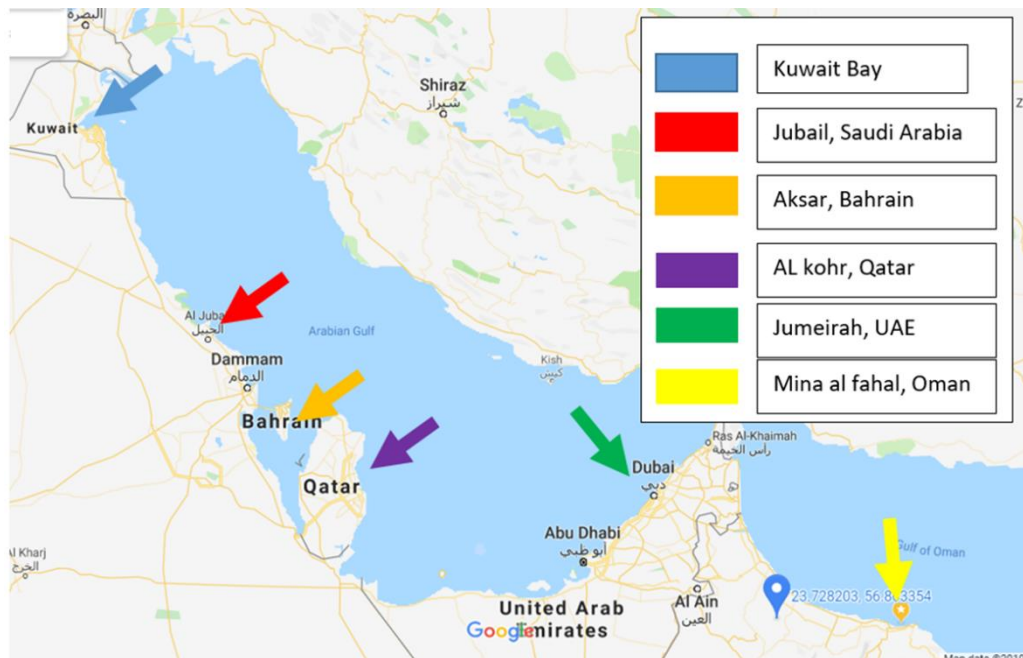 البصرة
Kuwait
Shiraz
شیراز
Al Juba
الجبيل
Arabian Gulf
Dammam
الدمام
Bahrain
Qatar
Kish
کیش
Ras Al-Khaimah
رأس الخيمة
Dubai
دبي
Abu Dhabi
أبو ظبي
Gulf of Oman
Al Kharj
الخرج
Al Ain
العين
23.728203, 56.8
3354
United Arab
Emirates
Google
Kuwait Bay
Jubail, Saudi Arabia
Aksar, Bahrain
AL kohr, Qatar
Jumeirah, UAE
Mina al fahal, Oman